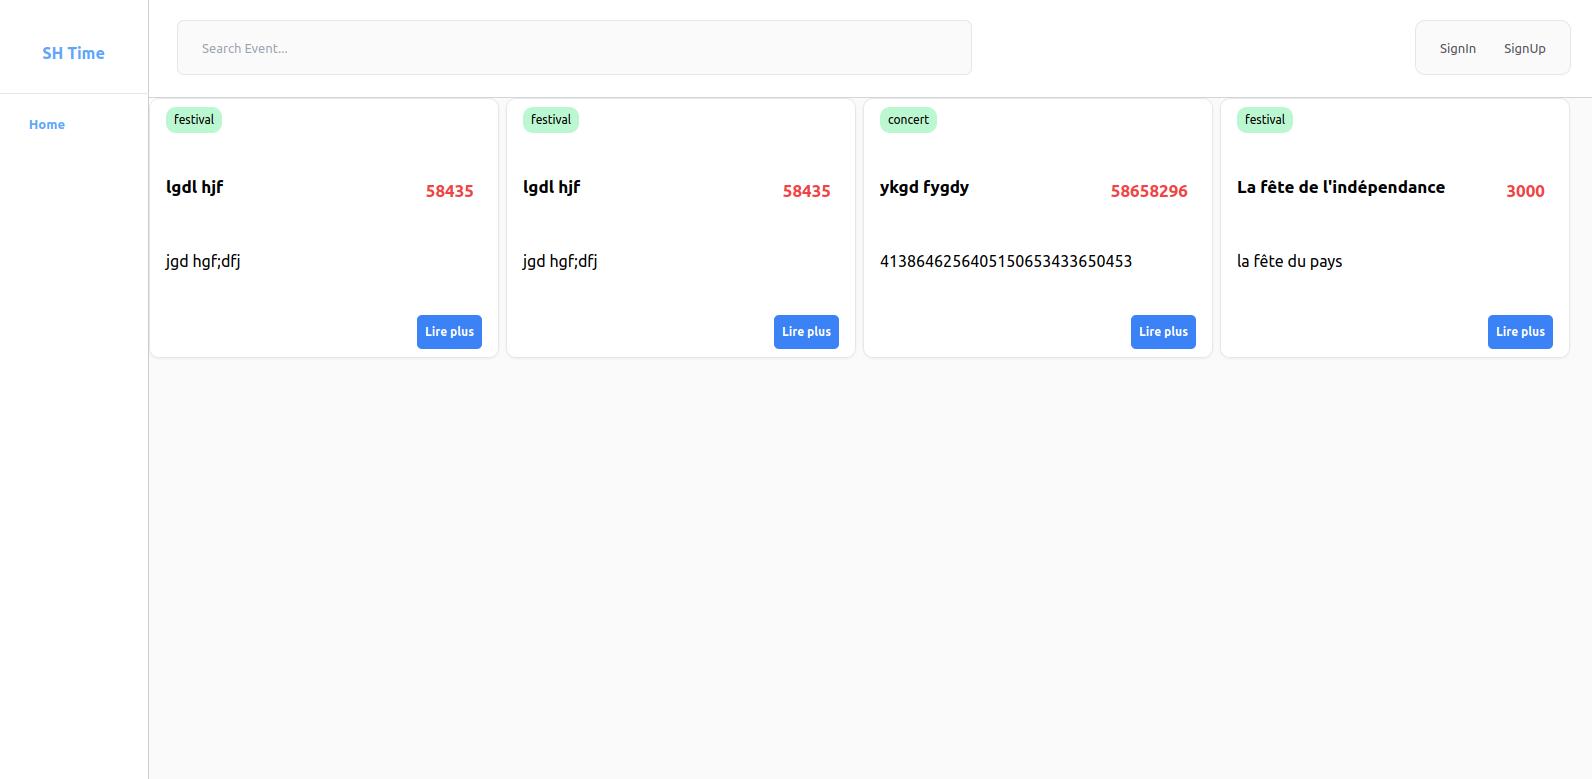 SH Time
Search Event...
SignIn
SignUp
Home
festival
lgdl hjf
58435
jgd hgf;dfj
Lire plus
festival
lgdl hjf
58435
jgd hgf;dfj
Lire plus
concert
ykgd fygdy
58658296
4138646256405150653433650453
Lire plus
festival
La fête de l'indépendance
3000
la fête du pays
Lire plus